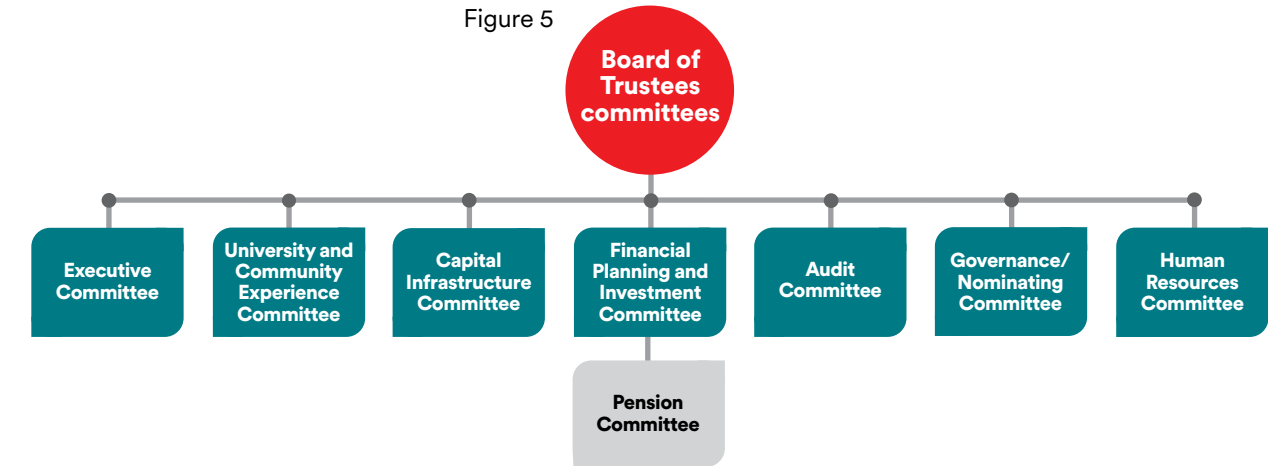 Figure 5
Board of
Trustees
committees
Executive
Committee
University and
Community
Experience
Committee
Capital
Infrastructure
Committee
Financial
Planning and
Investment
Committee
Audit
Committee
Governance/
Nominating
Committee
Human
Resources
Committee
Pension
Committee